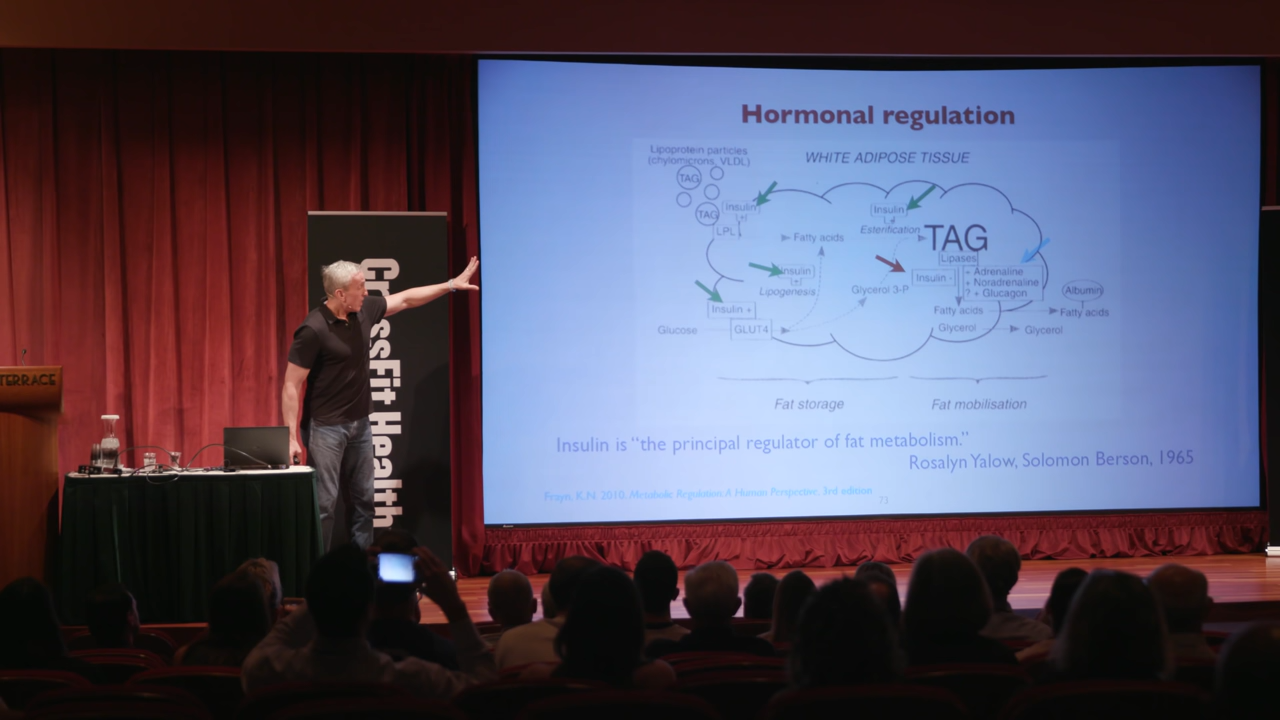 Hormonal regulation
Lipoprotein particles
(chylomicrons, VLDL)
WHITE ADIPOSE TISSUE
TAG
TAG
Insulin
(+)
LPL
Fatty acids
Insulin
Esterification
TAG
Lipases
Insulin
(+)
Lipogenesis
Insulin -
+ Adrenaline
+ Noradrenaline
? + Glucagon
Glycerol 3-P
Albumin
Insulin +
Fatty acids
Fatty acids
Glucose
GLUT4
Glycerol
Glycerol
Fat storage
Fat mobilisation
Insulin is “the principal regulator of fat metabolism.”
Rosalyn Yalow, Solomon Berson, 1965
Frayn, K.N. 2010. Metabolic Regulation: A Human Perspective. 3rd edition
73
CrossFit Health
TERRACE